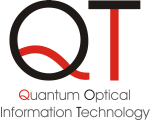 QT
Quantum Optical
Information Technology